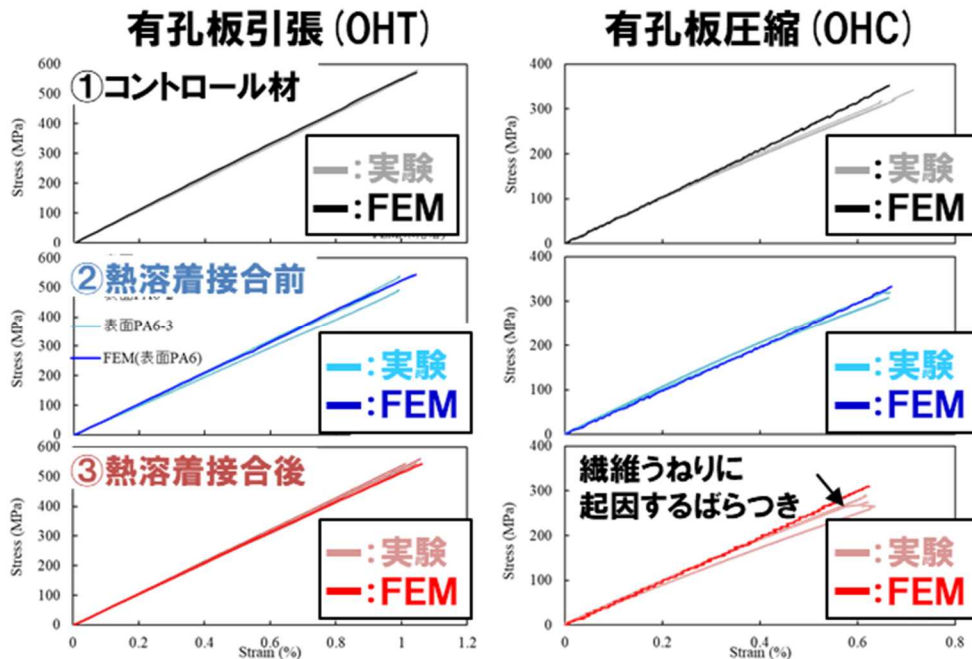 有孔板引張(OHT)
有孔板圧縮(OHC)
①コントロール材
600
500
400
300
200
100
0
Stress (MPa)
:実験
:FEM
400
300
200
100
0
Stress (MPa)
:実験
:FEM
②熱溶着接合前
表面PA6-3
FEM(表面PA6)
600
500
400
300
200
100
0
Stress (MPa)
:実験
:FEM
400
300
200
100
0
Stress (MPa)
:実験
:FEM
③熱溶着接合後
600
500
400
300
200
100
0
Stress (MPa)
:実験
:FEM
0
0.2
0.4
0.6
0.8
1
1.2
Strain (%)
繊維うねりに
起因するばらつき
400
300
200
100
0
Stress (MPa)
:実験
:FEM
0
0.2
0.4
0.6
0.8
Strain (%)